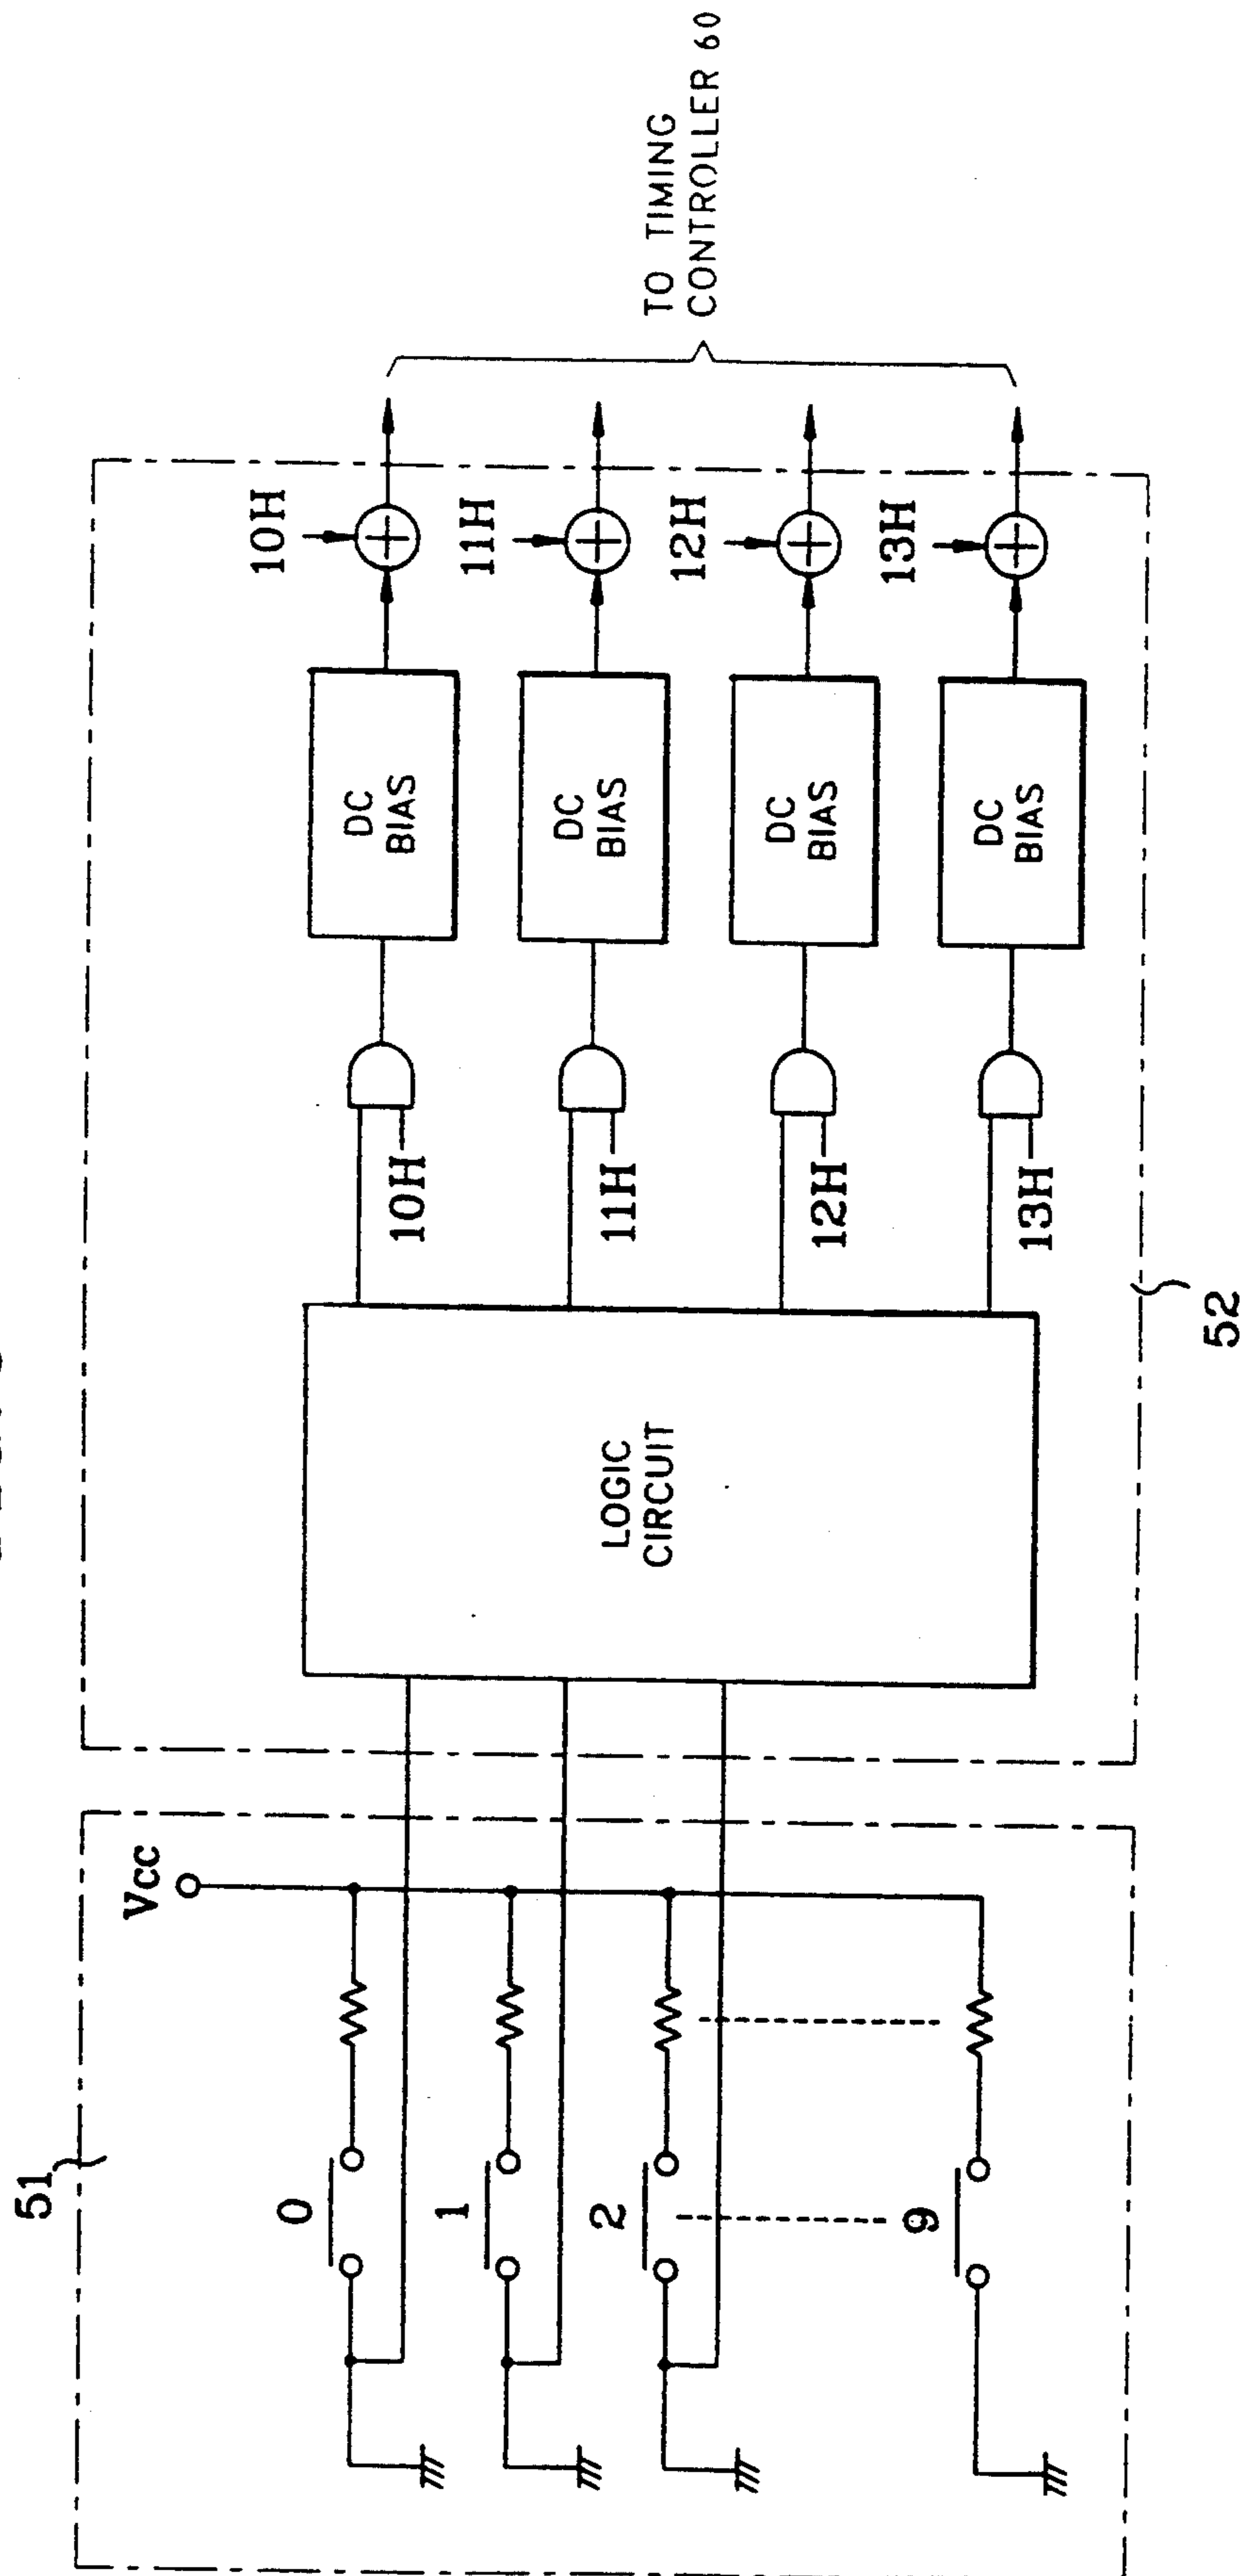 51
Vcc
0
1
2
9
52
LOGIC
CIRCUIT
10H
11H
12H
13H
DC
BIAS
DC
BIAS
DC
BIAS
DC
BIAS
10H
11H
12H
13H
TO TIMING
CONTROLLER 60